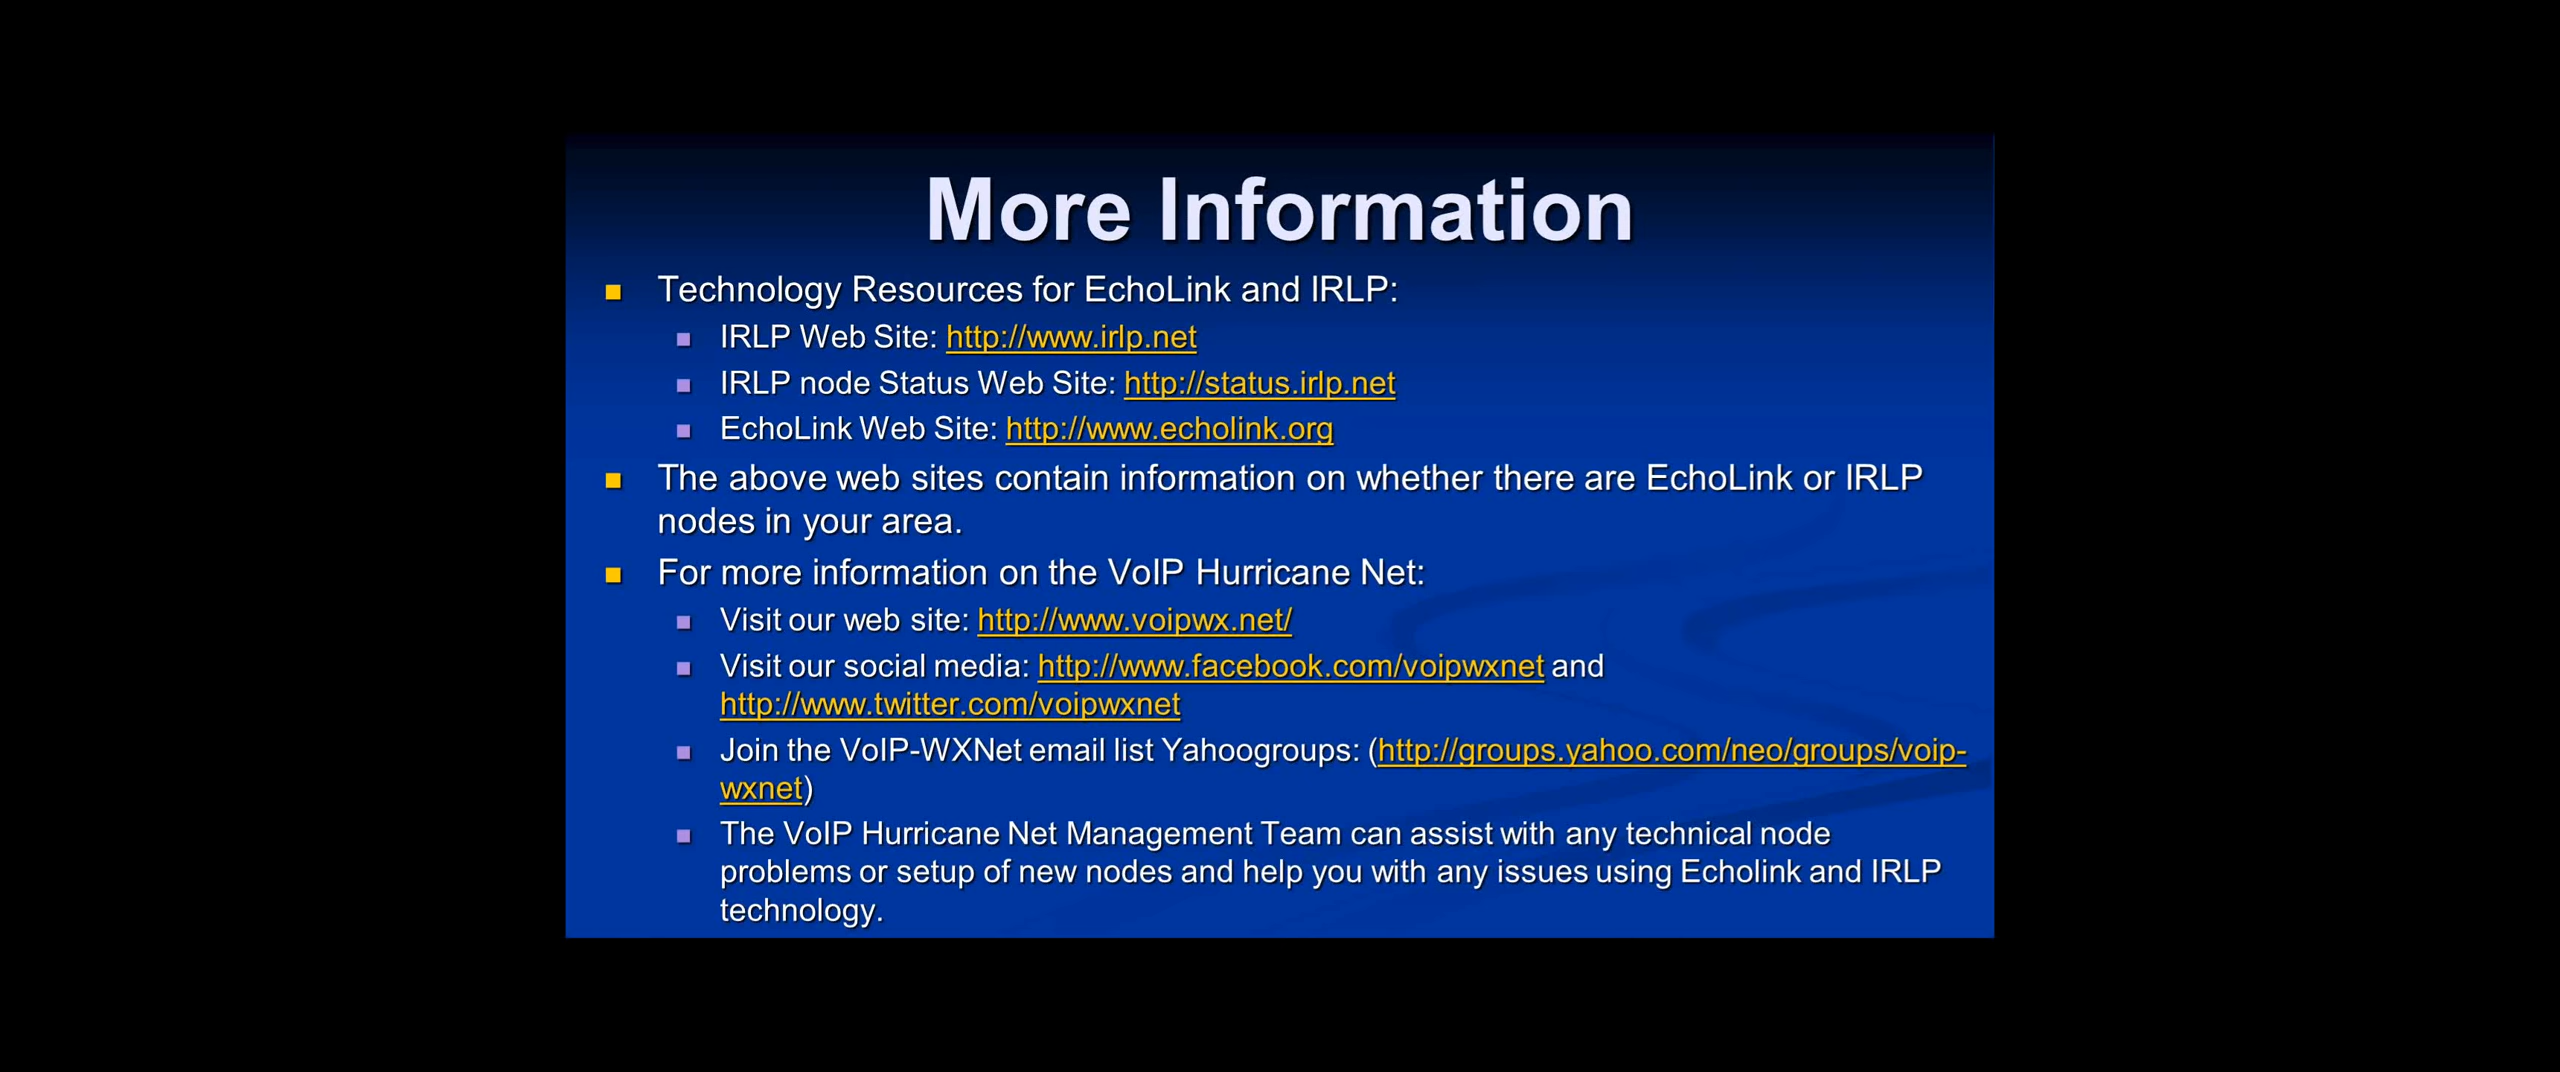 More Information
Technology Resources for EchoLink and IRLP:
IRLP Web Site: http://www.irlp.net
IRLP node Status Web Site: http://status.irlp.net
EchoLink Web Site: http://www.echolink.org
The above web sites contain information on whether there are EchoLink or IRLP
nodes in your area.
For more information on the VoIP Hurricane Net:
Visit our web site: http://www.voipwx.net/
Visit our social media: http://www.facebook.com/voipwxnet and
http://www.twitter.com/voipwxnet
Join the VoIP-WXNet email list Yahoogroups: (http://groups.yahoo.com/neo/groups/voip-
wxnet)
The VoIP Hurricane Net Management Team can assist with any technical node
problems or setup of new nodes and help you with any issues using Echolink and IRLP
technology.